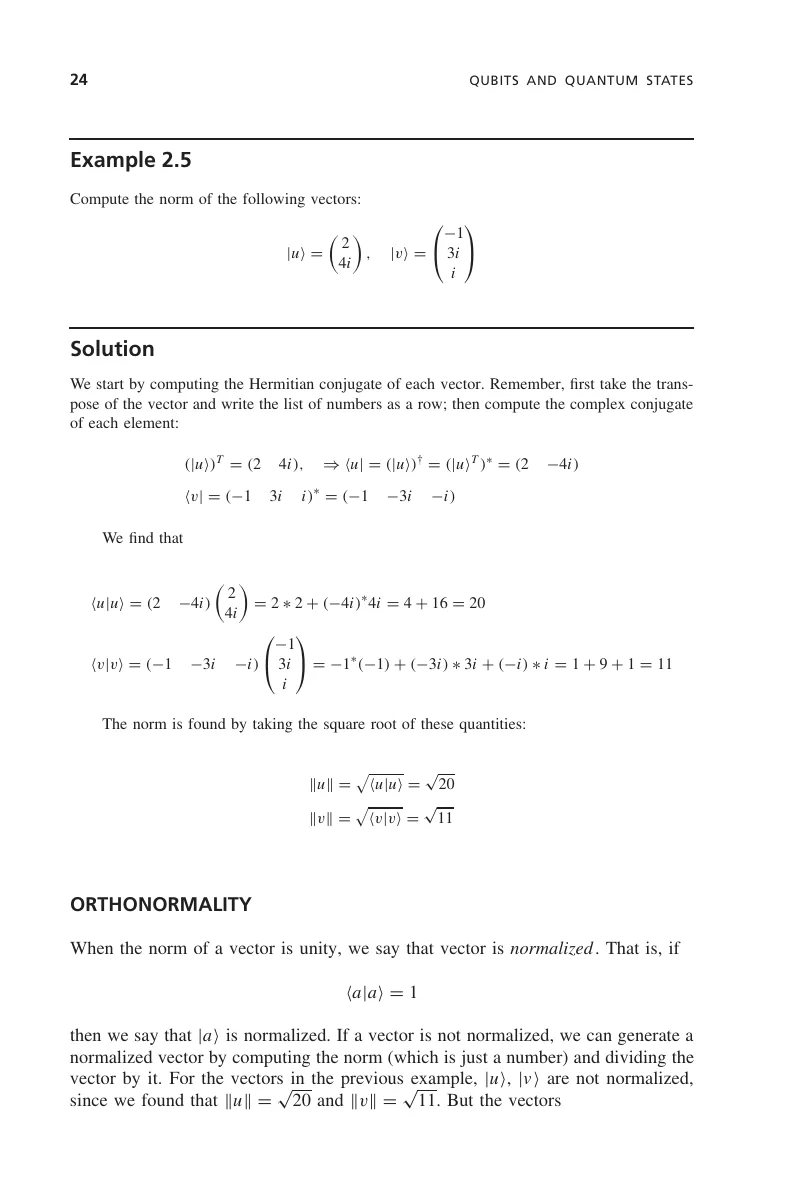 24 QUBITS AND QUANTUM STATES
Example 2.5
Compute the norm of the following vectors:
|u⟩ = (2 4i), |v⟩ = (−1 3i i)
Solution
We start by computing the Hermitian conjugate of each vector. Remember, first take the trans-
pose of the vector and write the list of numbers as a row; then compute the complex conjugate
of each element:
(|u⟩)ᵀ = (2 4i), ⇒ ⟨u| = (|u⟩)† = (|u⟩ᵀ)* = (2 −4i)
⟨v| = (−1 3i i)* = (−1 −3i −i)
We find that
⟨u|u⟩ = (2 −4i) (2 4i) = 2 ∗ 2 + (−4i)*4i = 4 + 16 = 20
⟨v|v⟩ = (−1 −3i −i) (−1 3i i) = −1*(−1) + (−3i) ∗ 3i + (−i) ∗ i = 1 + 9 + 1 = 11
The norm is found by taking the square root of these quantities:
‖u‖ = √⟨u|u⟩ = √20
‖v‖ = √⟨v|v⟩ = √11
ORTHONORMALITY
When the norm of a vector is unity, we say that vector is normalized. That is, if
⟨a|a⟩ = 1
then we say that |a⟩ is normalized. If a vector is not normalized, we can generate a
normalized vector by computing the norm (which is just a number) and dividing the
vector by it. For the vectors in the previous example, |u⟩, |v⟩ are not normalized,
since we found that ‖u‖ = √20 and ‖v‖ = √11. But the vectors